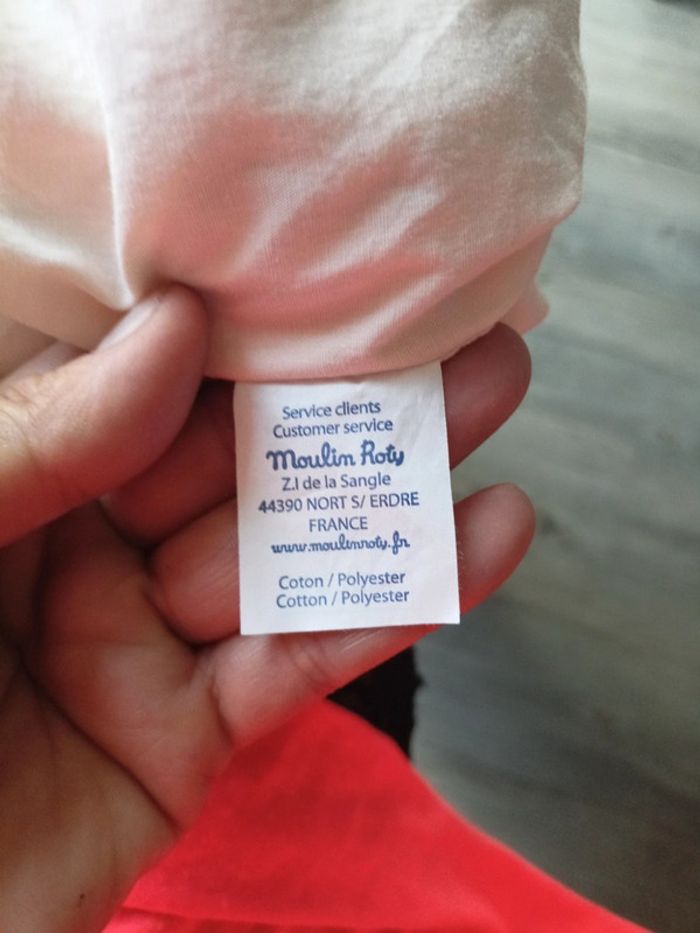 Service clients
Customer service
Moulin Roty
Z.I de la Sangle
44390 NORT S/ ERDRE
FRANCE
www.moulinroty.fr
Coton / Polyester
Cotton / Polyester